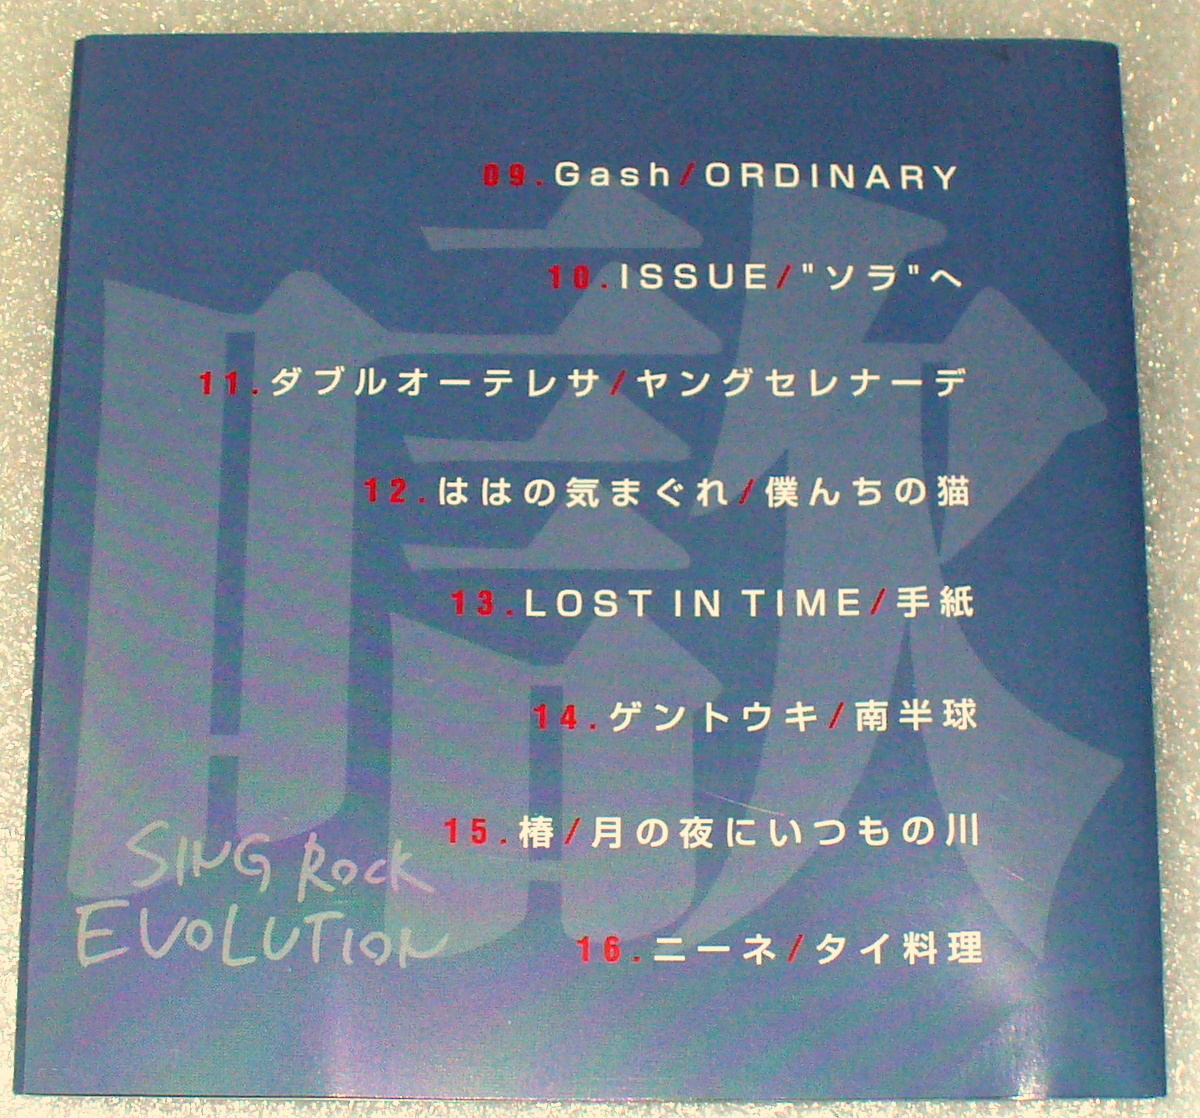 09.Gash/ORDINARY
10.ISSUE/"ソラ"へ
11.ダブルオーテレサ/ヤングセレナーデ
12.ははの気まぐれ/僕んちの猫
13.LOST IN TIME/手紙
14.ゲントウキ/南半球
15.椿/月の夜にいつもの川
16.ニーネ/タイ料理
SING ROCK
EVOLUTION